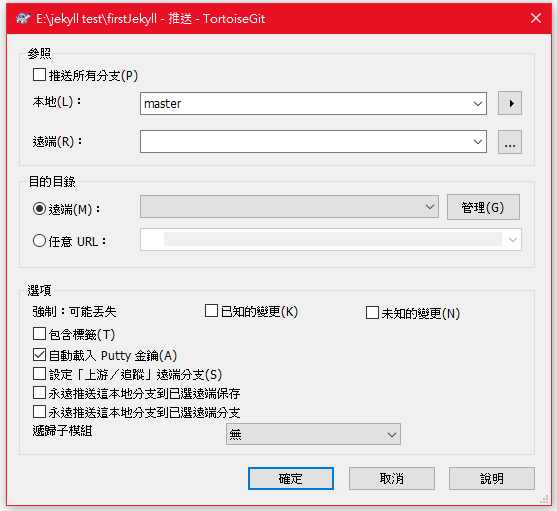 E:\jekyll test\firstJekyll - 推送 - TortoiseGit
參照
推送所有分支(P)
本地(L)： master
遠端(R)： ...
目的目錄
遠端(M)： 管理(G)
任意 URL：
選項
強制：可能丟失 已知的變更(K) 未知的變更(N)
包含標籤(T)
自動載入 Putty 金鑰(A)
設定「上游／追蹤」遠端分支(S)
永遠推送這本地分支到已選遠端保存
永遠推送這本地分支到已選遠端分支
遞歸子模組 無
確定 取消 說明